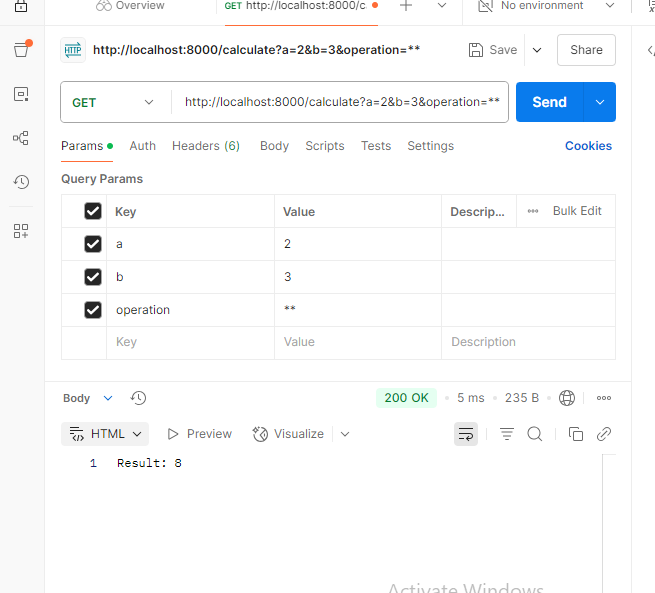 Overview
GET http://localhost:8000/c
No environment
HTTP http://localhost:8000/calculate?a=2&b=3&operation=**
Save
Share
GET
http://localhost:8000/calculate?a=2&b=3&operation=**
Send
Params
Auth
Headers (6)
Body
Scripts
Tests
Settings
Cookies
Query Params
Key Value Descrip... Bulk Edit
a 2
b 3
operation **
Key Value Description
Body
200 OK
5 ms
235 B
HTML
Preview
Visualize
1 Result: 8
Activate Windows